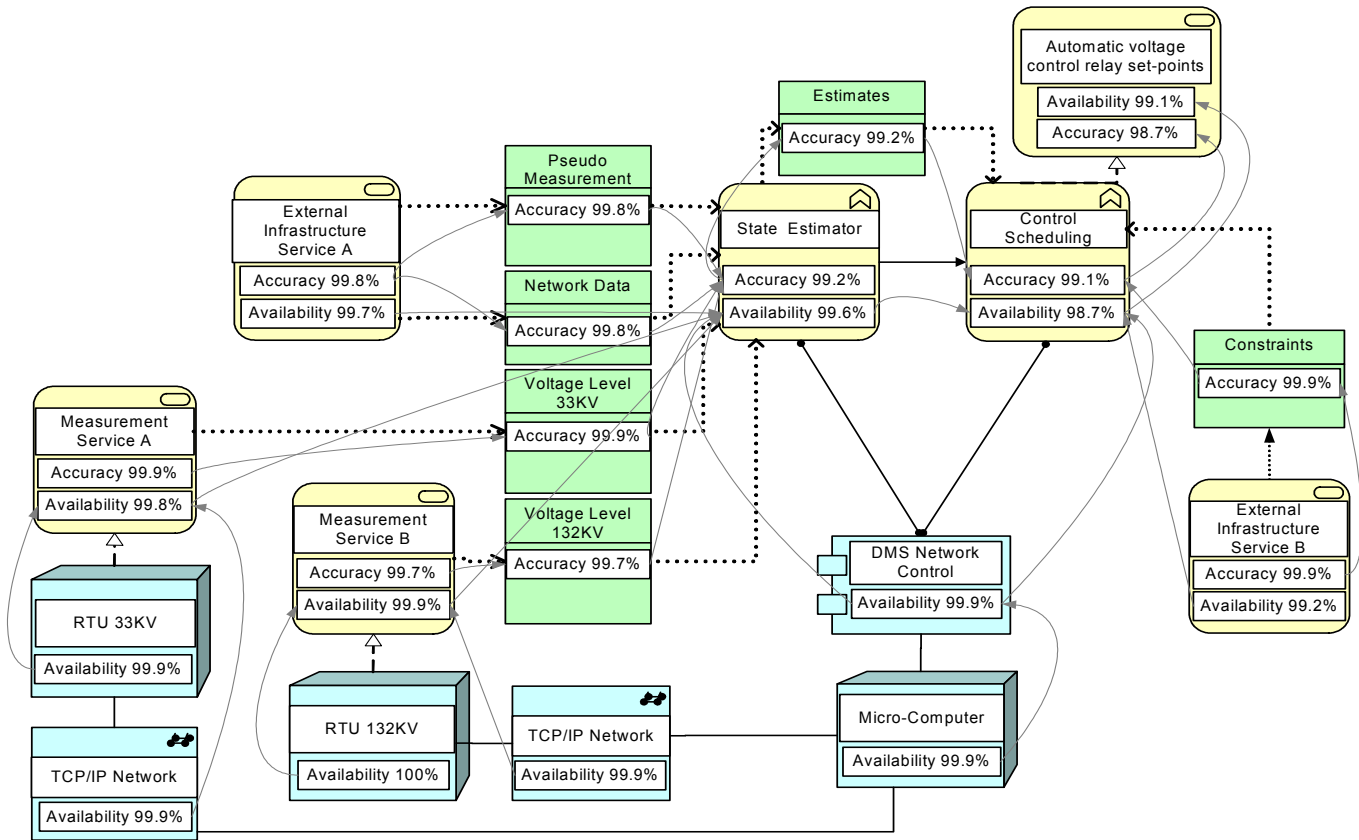 Automatic voltage
control relay set-points
Availability 99.1%
Accuracy 98.7%
Estimates
Accuracy 99.2%
Pseudo
Measurement
Accuracy 99.8%
External
Infrastructure
Service A
Accuracy 99.8%
Availability 99.7%
Network Data
Accuracy 99.8%
State Estimator
Accuracy 99.2%
Availability 99.6%
Control
Scheduling
Accuracy 99.1%
Availability 98.7%
Constraints
Accuracy 99.9%
Voltage Level
33KV
Accuracy 99.9%
Measurement
Service A
Accuracy 99.9%
Availability 99.8%
Voltage Level
132KV
Accuracy 99.7%
Measurement
Service B
Accuracy 99.7%
Availability 99.9%
External
Infrastructure
Service B
Accuracy 99.9%
Availability 99.2%
DMS Network
Control
Availability 99.9%
RTU 33KV
Availability 99.9%
RTU 132KV
Availability 100%
TCP/IP Network
Availability 99.9%
Micro-Computer
Availability 99.9%
TCP/IP Network
Availability 99.9%